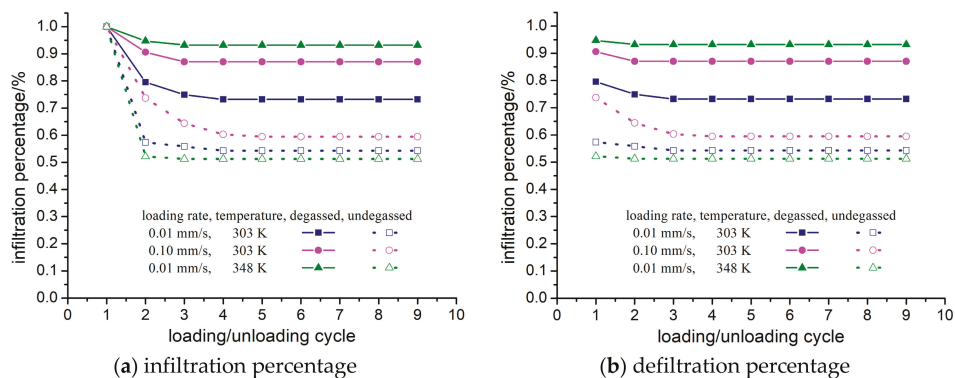 infiltration percentage/%
1.0
0.9
0.8
0.7
0.6
0.5
0.4
0.3
0.2
0.1
0.0
loading rate, temperature, degassed, undegassed
0.01 mm/s, 303 K
0.10 mm/s, 303 K
0.01 mm/s, 348 K
0 1 2 3 4 5 6 7 8 9 10
loading/unloading cycle
(a) infiltration percentage
infiltration percentage/%
1.0
0.9
0.8
0.7
0.6
0.5
0.4
0.3
0.2
0.1
0.0
loading rate, temperature, degassed, undegassed
0.01 mm/s, 303 K
0.10 mm/s, 303 K
0.01 mm/s, 348 K
0 1 2 3 4 5 6 7 8 9 10
loading/unloading cycle
(b) defiltration percentage